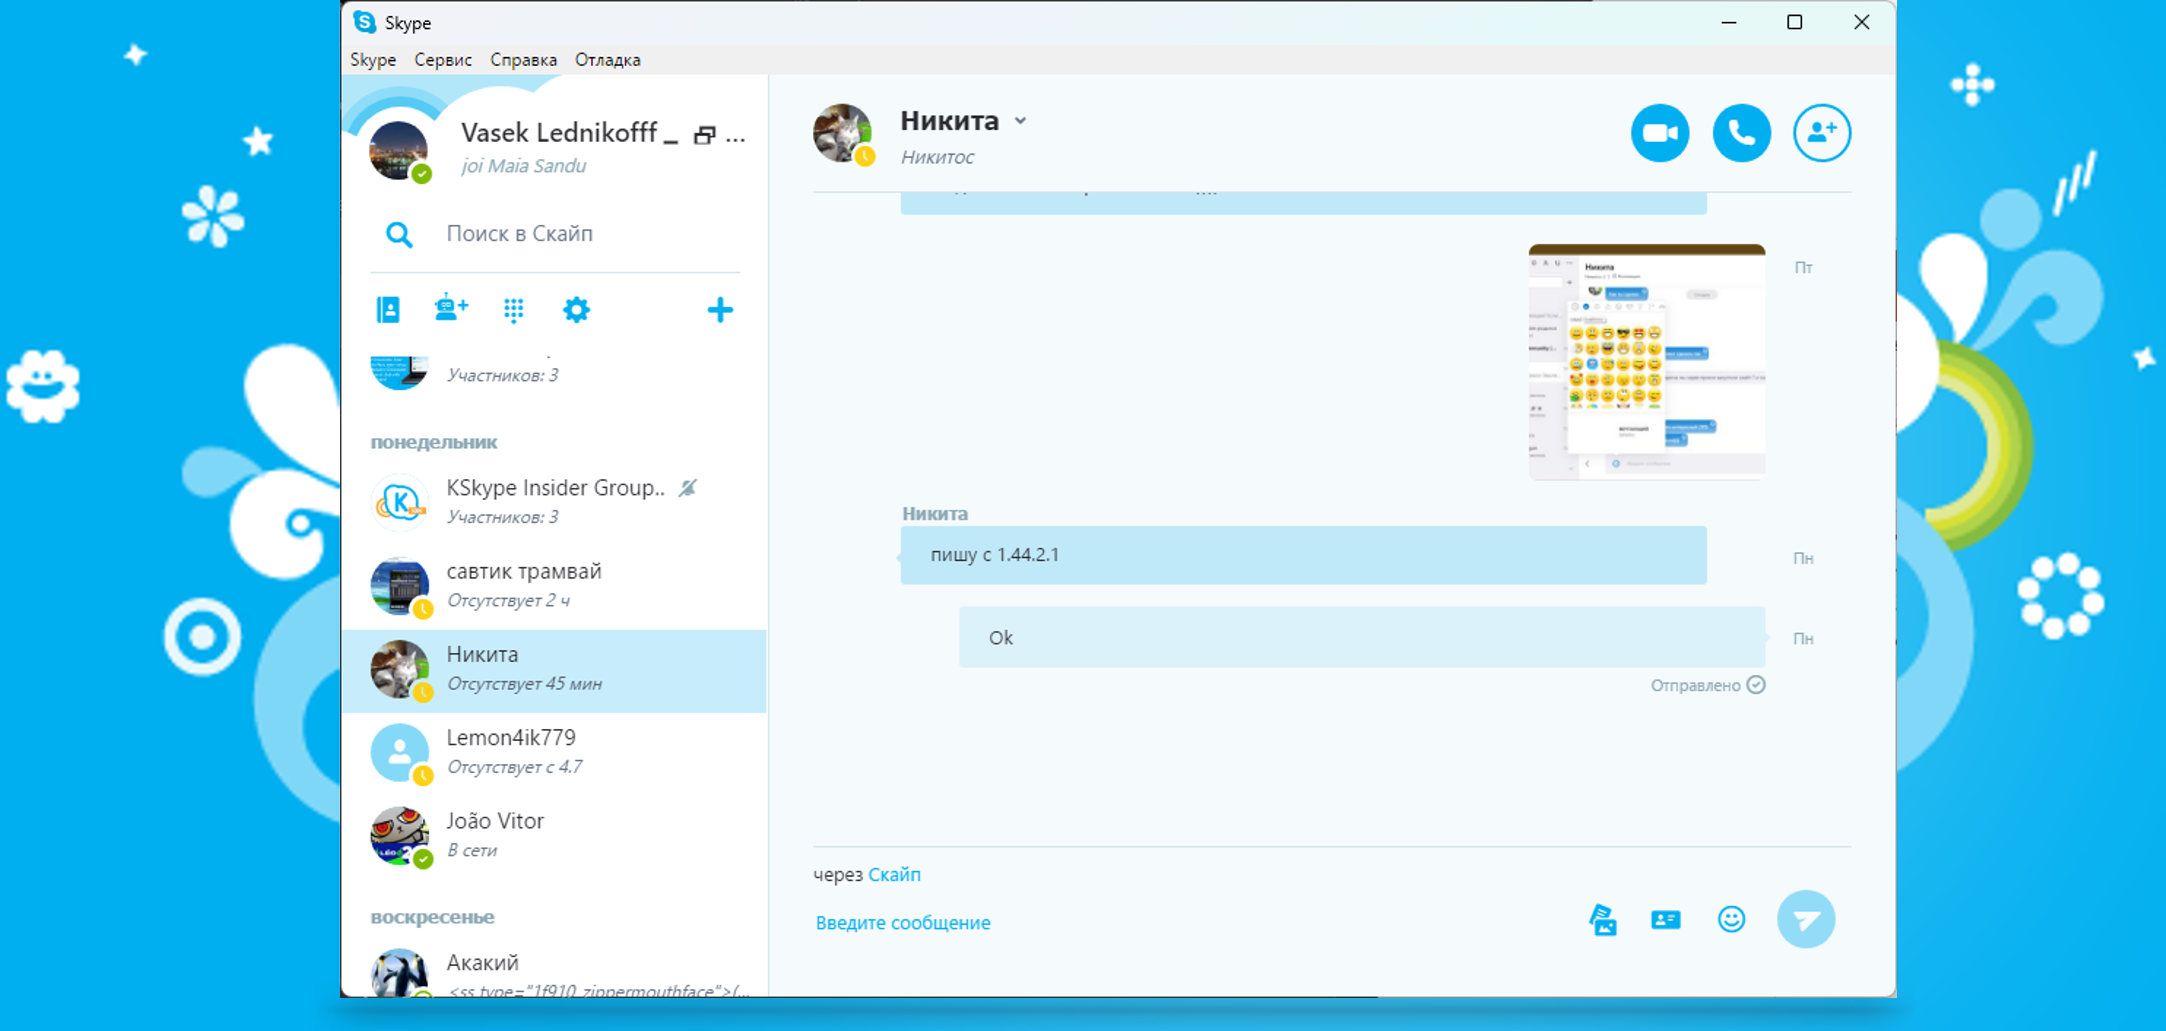 Skype
Skype Сервис Справка Отладка
Vasek Lednikofff _ ...
joi Maia Sandu
Поиск в Скайп
Участников: 3
понедельник
KSkype Insider Group..
Участников: 3
савтик трамвай
Отсутствует 2 ч
Никита
Отсутствует 45 мин
Lemon4ik779
Отсутствует с 4.7
João Vitor
В сети
воскресенье
Акакий
<ss type="1f910_zippermouthface">(...
Никита
Никитос
Никита
Пт
Никита
пишу с 1.44.2.1
Пн
Ok
Пн
Отправлено
через Скайп
Введите сообщение